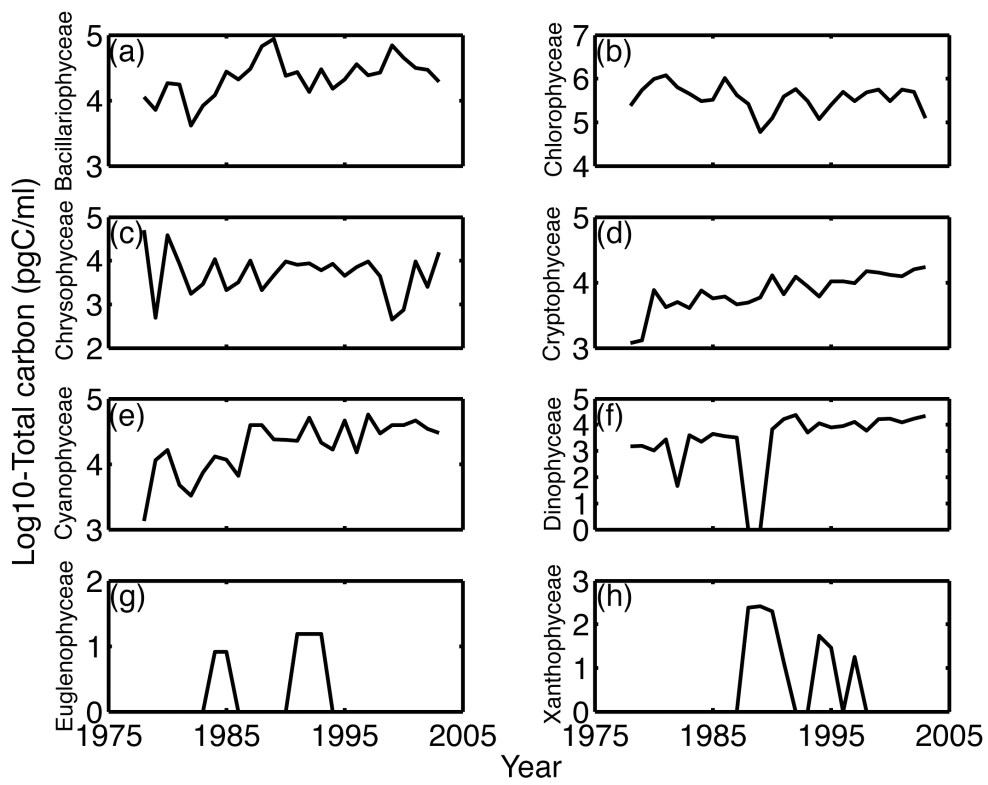 Log10-Total carbon (pgC/ml)
Bacillariophyceae
5
4
3
(a)
Chlorophyceae
7
6
5
4
(b)
Chrysophyceae
5
4
3
2
(c)
Cryptophyceae
5
4
3
(d)
Cyanophyceae
5
4
3
(e)
Dinophyceae
5
4
3
2
1
0
(f)
Euglenophyceae
2
1
0
(g)
1975 1985 1995 2005
Xanthophyceae
3
2
1
0
(h)
1975 1985 1995 2005
Year